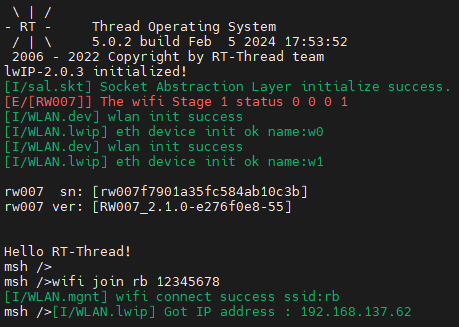 \ | /
- RT -     Thread Operating System
 / | \     5.0.2 build Feb  5 2024 17:53:52
 2006 - 2022 Copyright by RT-Thread team
lwIP-2.0.3 initialized!
[I/sal.skt] Socket Abstraction Layer initialize success.
[E/[RW007]] The wifi Stage 1 status 0 0 0 1
[I/WLAN.dev] wlan init success
[I/WLAN.lwip] eth device init ok name:w0
[I/WLAN.dev] wlan init success
[I/WLAN.lwip] eth device init ok name:w1
rw007  sn: [rw007f7901a35fc584ab10c3b]
rw007 ver: [RW007_2.1.0-e276f0e8-55]
Hello RT-Thread!
msh />
msh />wifi join rb 12345678
[I/WLAN.mgnt] wifi connect success ssid:rb
msh />[I/WLAN.lwip] Got IP address : 192.168.137.62